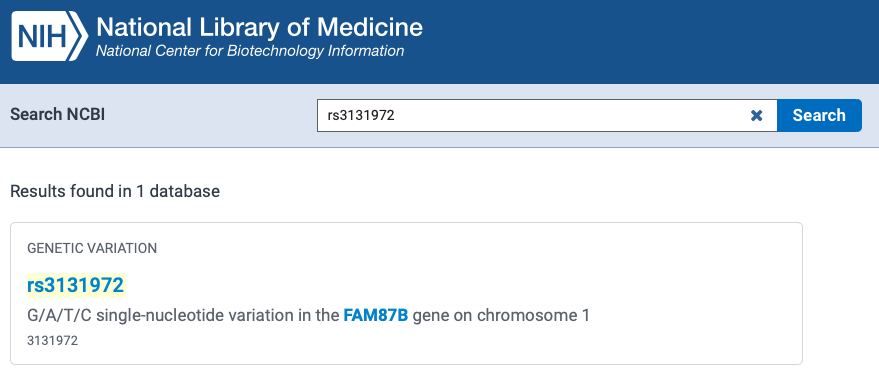 NIH
National Library of Medicine
National Center for Biotechnology Information
Search NCBI
rs3131972
Search
Results found in 1 database
GENETIC VARIATION
rs3131972
G/A/T/C single-nucleotide variation in the FAM87B gene on chromosome 1
3131972